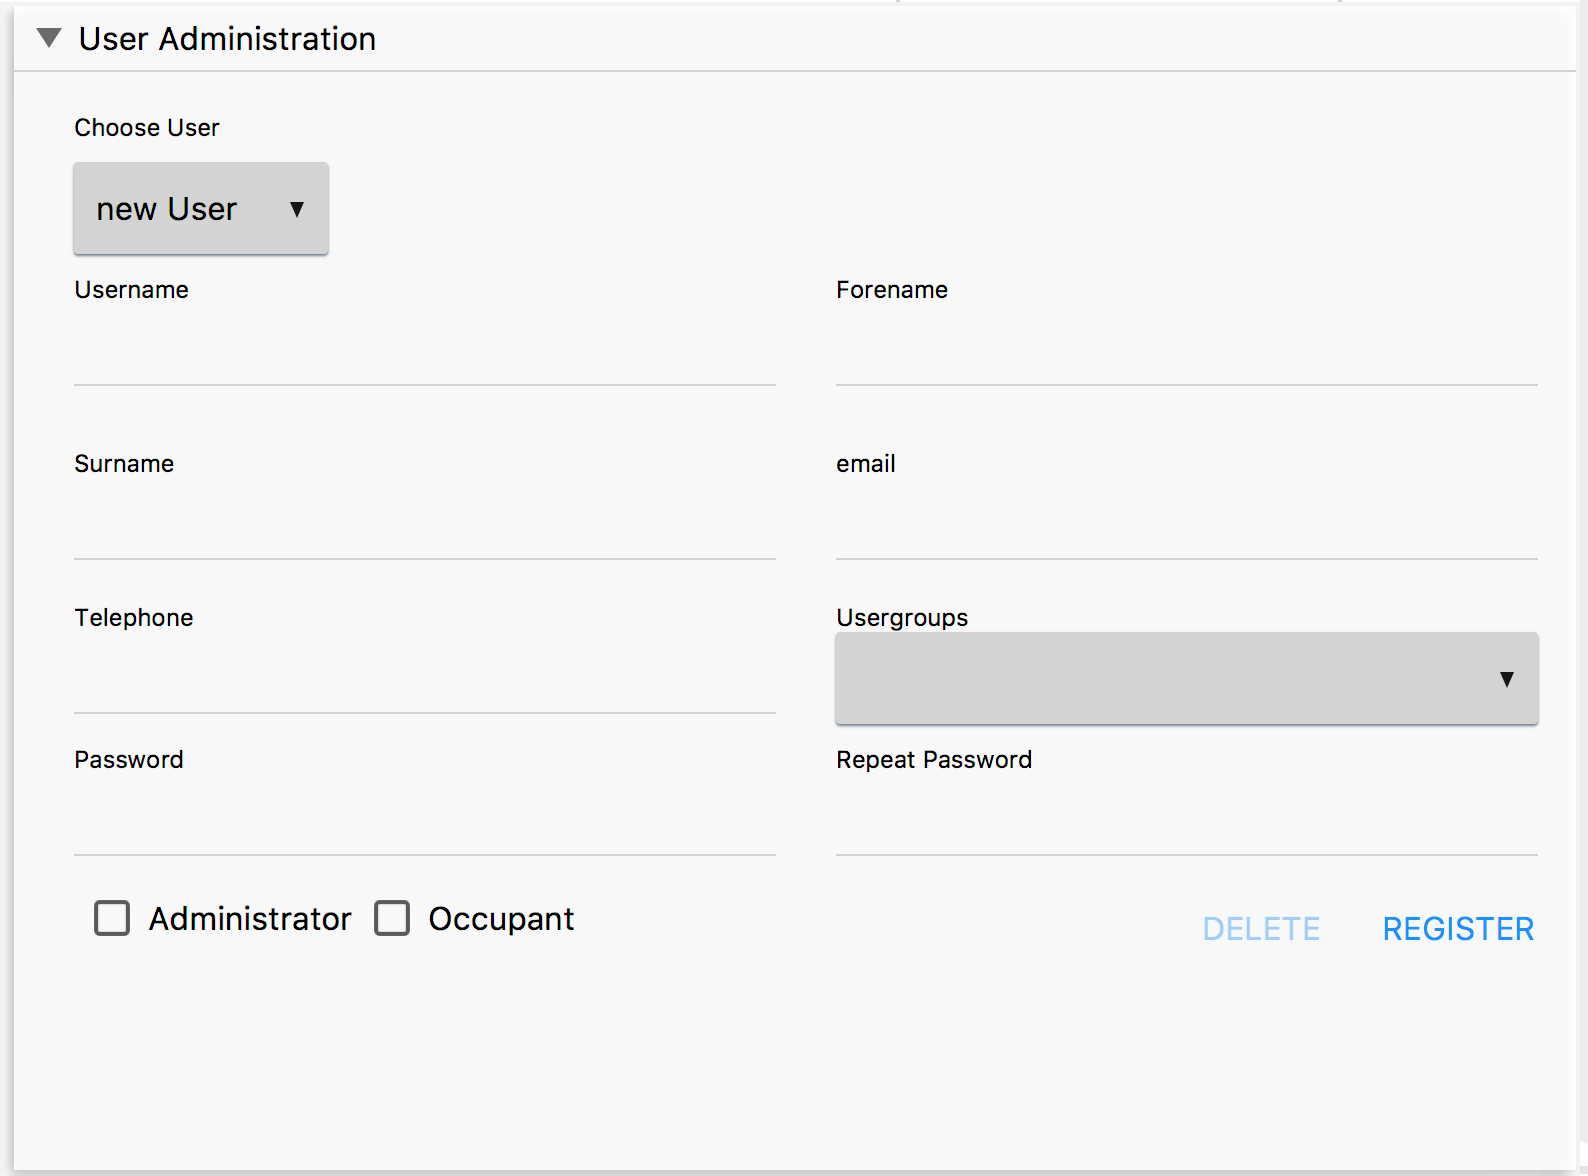 User Administration
Choose User
new User
Username
Forename
Surname
email
Telephone
Usergroups
Password
Repeat Password
Administrator Occupant
DELETE REGISTER